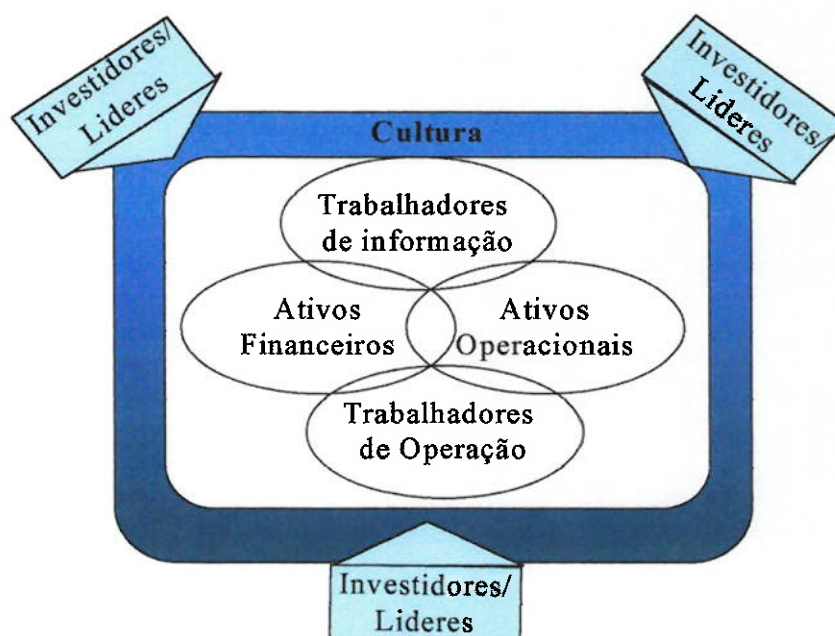 Investidores/
Lideres
Investidores/
Lideres
Cultura
Trabalhadores
de informação
Ativos
Financeiros
Ativos
Operacionais
Trabalhadores
de Operação
Investidores/
Lideres